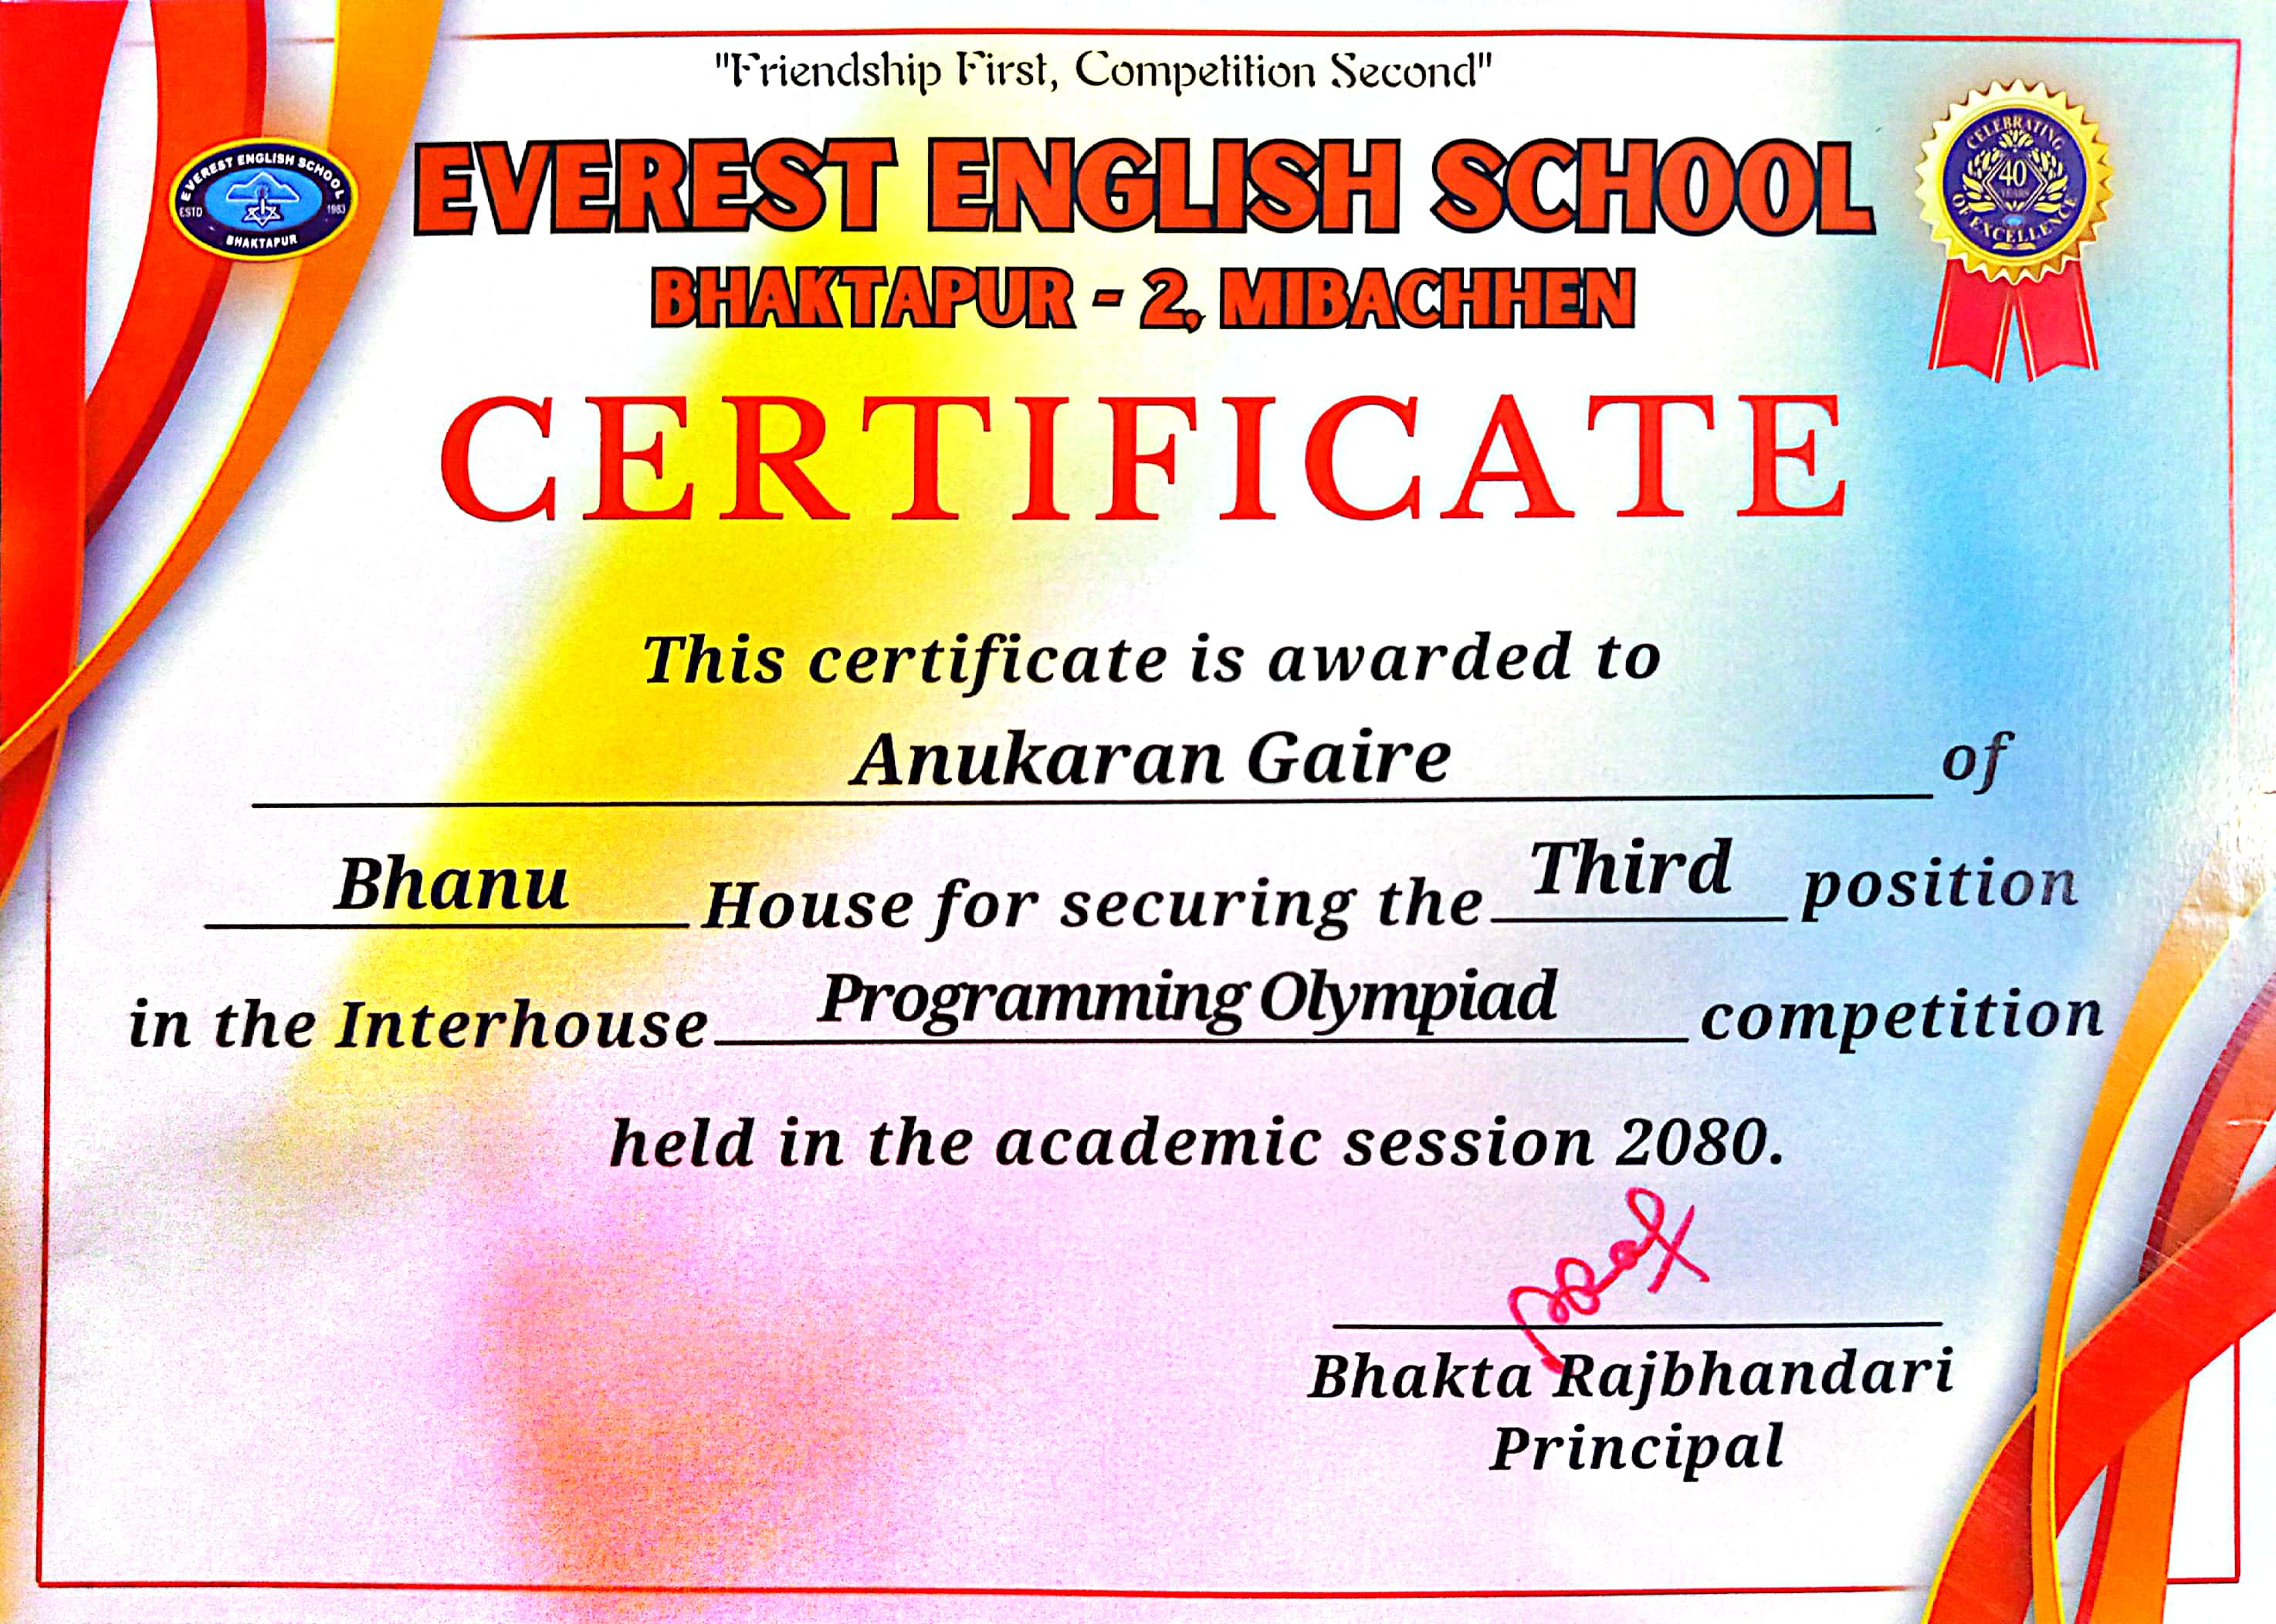 "Friendship First, Competition Second"
EVEREST ENGLISH SCHOOL
ESTD 1983
BHAKTAPUR
EVEREST ENGLISH SCHOOL
CELEBRATING
40
YEARS
OF EXCELLENCE
BHAKTAPUR - 2, MIBACHHEN
CERTIFICATE
This certificate is awarded to
Anukaran Gaire of
Bhanu House for securing the Third position
in the Interhouse Programming Olympiad competition
held in the academic session 2080.
Bhakta Rajbhandari
Principal